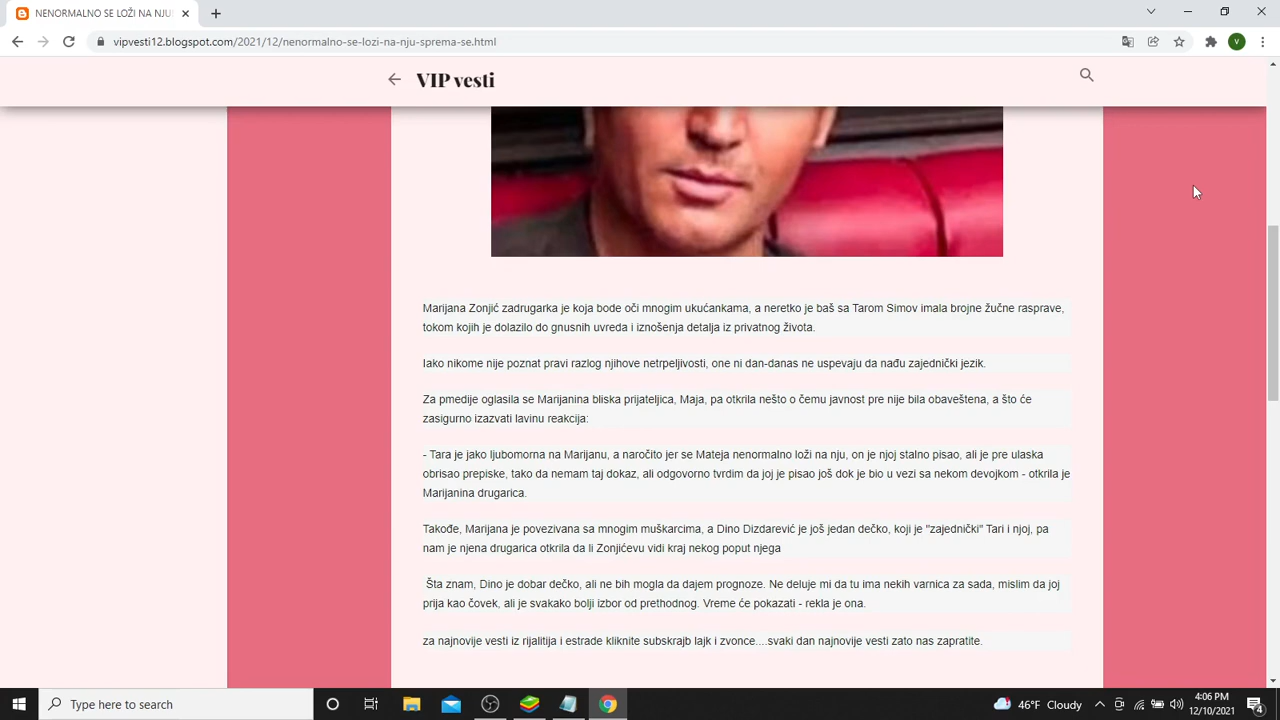 NENORMALNO SE LOŽI NA NJU
vipvesti12.blogspot.com/2021/12/nenormalno-se-lozi-na-nju-sprema-se.html
V
VIP vesti
Marijana Zonjić zadrugarka je koja bode oči mnogim ukućankama, a neretko je baš sa Tarom Simov imala brojne žučne rasprave,
tokom kojih je dolazilo do gnusnih uvreda i iznošenja detalja iz privatnog života.
Iako nikome nije poznat pravi razlog njihove netrpeljivosti, one ni dan-danas ne uspevaju da nađu zajednički jezik.
Za pmedije oglasila se Marijanina bliska prijateljica, Maja, pa otkrila nešto o čemu javnost pre nije bila obaveštena, a što će
zasigurno izazvati lavinu reakcija:
- Tara je jako ljubomorna na Marijanu, a naročito jer se Mateja nenormalno loži na nju, on je njoj stalno pisao, ali je pre ulaska
obrisao prepiske, tako da nemam taj dokaz, ali odgovorno tvrdim da joj je pisao još dok je bio u vezi sa nekom devojkom - otkrila je
Marijanina drugarica.
Takođe, Marijana je povezivana sa mnogim muškarcima, a Dino Dizdarević je još jedan dečko, koji je "zajednički" Tari i njoj, pa
nam je njena drugarica otkrila da li Zonjićevu vidi kraj nekog poput njega
Šta znam, Dino je dobar dečko, ali ne bih mogla da dajem prognoze. Ne deluje mi da tu ima nekih varnica za sada, mislim da joj
prija kao čovek, ali je svakako bolji izbor od prethodnog. Vreme će pokazati - rekla je ona.
za najnovije vesti iz rijalitija i estrade kliknite subskrajb lajk i zvonce....svaki dan najnovije vesti zato nas zapratite.
Type here to search
46°F Cloudy
4:06 PM
12/10/2021
4